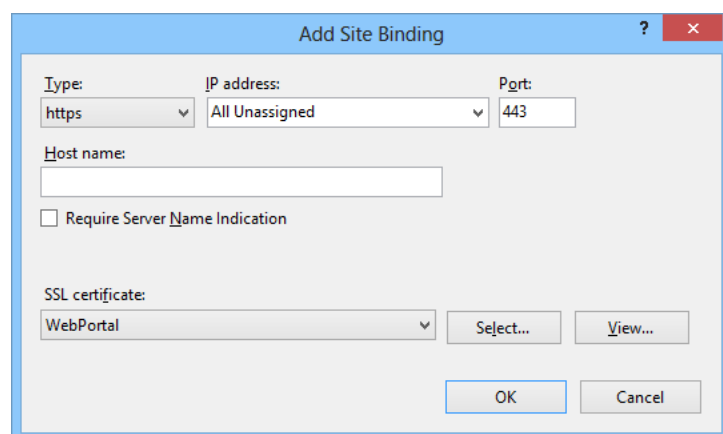 Add Site Binding
?
Type: IP address: Port:
https All Unassigned 443
Host name:
Require Server Name Indication
SSL certificate:
WebPortal Select... View...
OK Cancel